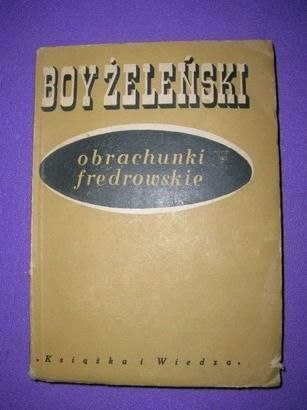 BOY ŻELEŃSKI
obrachunki
fredrowskie
• Książka i Wiedza •